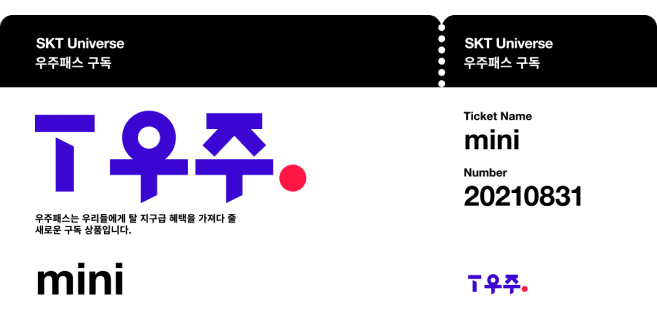 SKT Universe
우주패스 구독
T우주.
우주패스는 우리들에게 탈 지구급 혜택을 가져다 줄
새로운 구독 상품입니다.
mini
SKT Universe
우주패스 구독
Ticket Name
mini
Number
20210831
T우주.